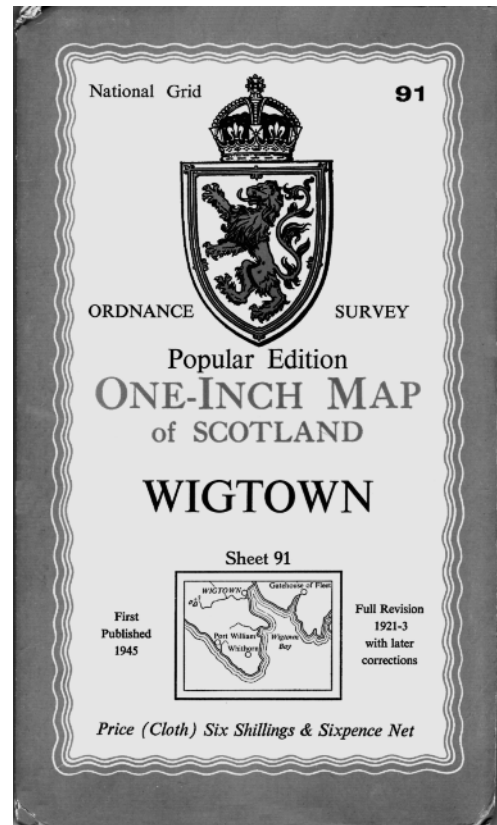 National Grid
91
ORDNANCE SURVEY
Popular Edition
ONE-INCH MAP
of SCOTLAND
WIGTOWN
Sheet 91
First
Published
1945
WIGTOWN
Gatehouse of Fleet
Port William
Whithorn
Wigtown
Bay
Full Revision
1921-3
with later
corrections
Price (Cloth) Six Shillings & Sixpence Net